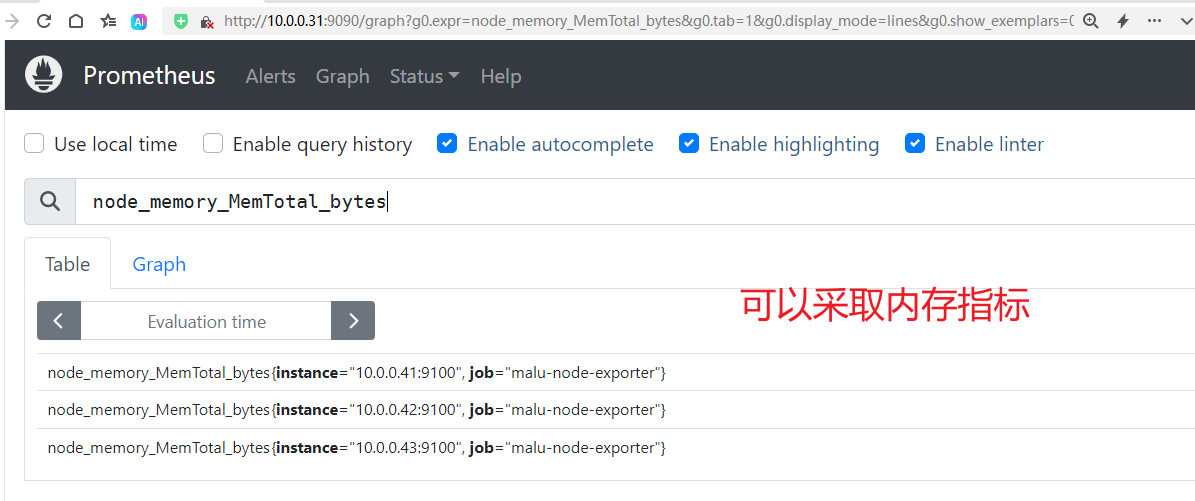 AI
http://10.0.0.31:9090/graph?g0.expr=node_memory_MemTotal_bytes&g0.tab=1&g0.display_mode=lines&g0.show_exemplars=0
Prometheus Alerts Graph Status Help
Use local time Enable query history Enable autocomplete Enable highlighting Enable linter
node_memory_MemTotal_bytes
Table Graph
可以采取内存指标
Evaluation time
node_memory_MemTotal_bytes{instance="10.0.0.41:9100", job="malu-node-exporter"}
node_memory_MemTotal_bytes{instance="10.0.0.42:9100", job="malu-node-exporter"}
node_memory_MemTotal_bytes{instance="10.0.0.43:9100", job="malu-node-exporter"}